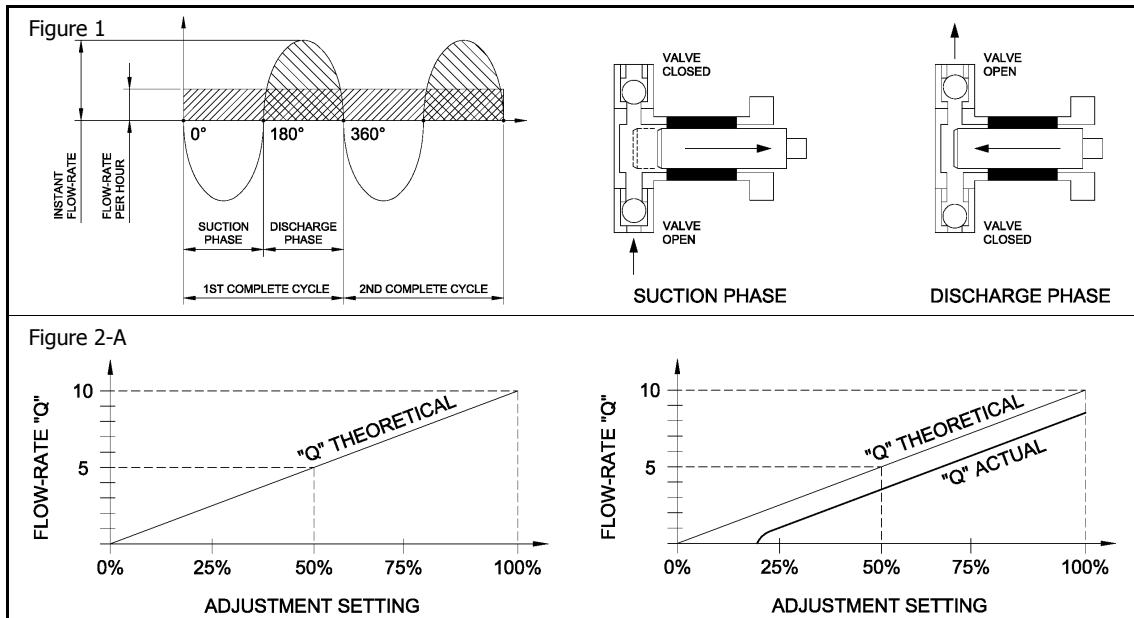 Figure 1
INSTANT
FLOW-RATE
FLOW-RATE
PER HOUR
0°
180°
360°
SUCTION
PHASE
DISCHARGE
PHASE
1ST COMPLETE CYCLE
2ND COMPLETE CYCLE
VALVE
CLOSED
VALVE
OPEN
SUCTION PHASE
VALVE
OPEN
VALVE
CLOSED
DISCHARGE PHASE
Figure 2-A
FLOW-RATE "Q"
10
5
"Q" THEORETICAL
0%
25%
50%
75%
100%
ADJUSTMENT SETTING
FLOW-RATE "Q"
10
5
"Q" THEORETICAL
"Q" ACTUAL
0%
25%
50%
75%
100%
ADJUSTMENT SETTING